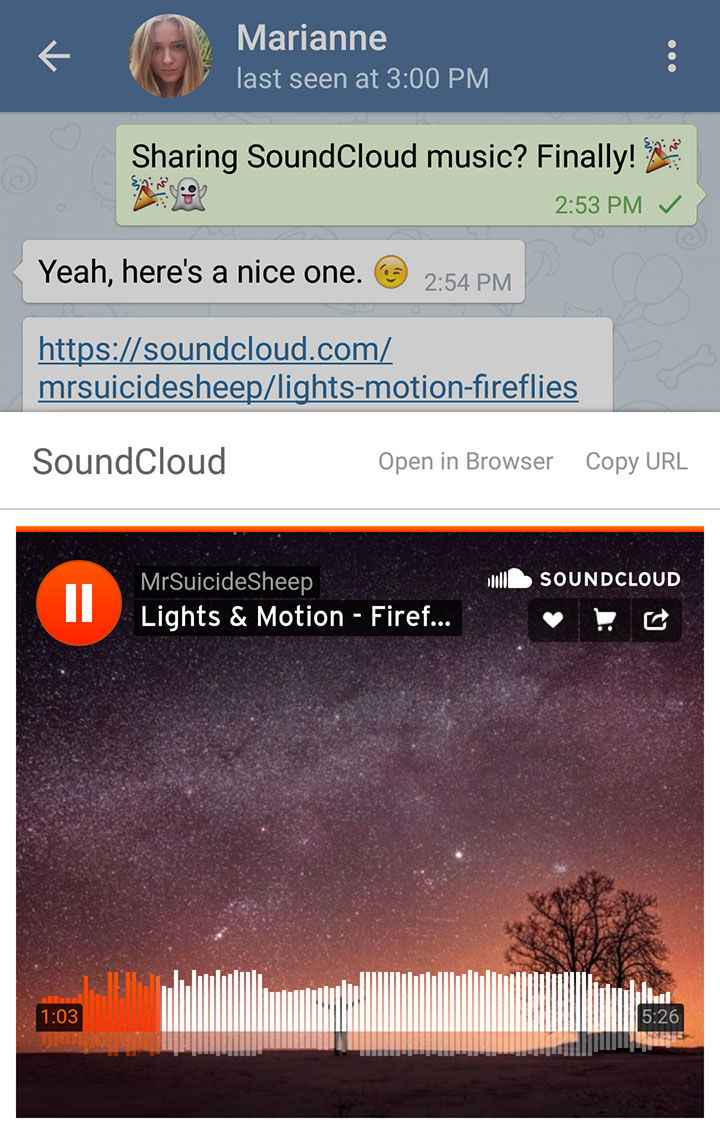 Marianne
last seen at 3:00 PM
Sharing SoundCloud music? Finally! 🎉
🎉👻
2:53 PM
Yeah, here's a nice one. 😉 2:54 PM
https://soundcloud.com/
mrsuicidesheep/lights-motion-fireflies
SoundCloud Open in Browser Copy URL
MrSuicideSheep
SOUNDCLOUD
Lights & Motion - Firef...
1:03
5:26